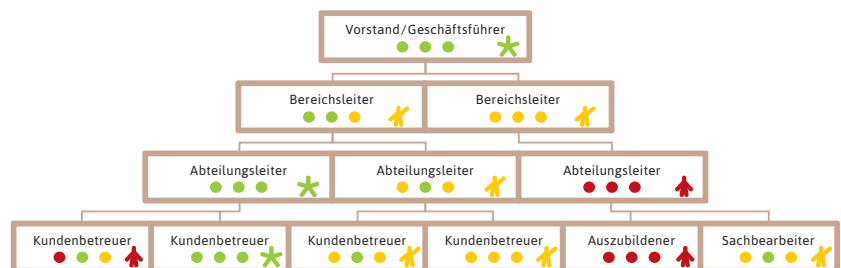 Vorstand/Geschäftsführer
Bereichsleiter
Bereichsleiter
Abteilungsleiter
Abteilungsleiter
Abteilungsleiter
Kundenbetreuer
Kundenbetreuer
Kundenbetreuer
Kundenbetreuer
Auszubildener
Sachbearbeiter